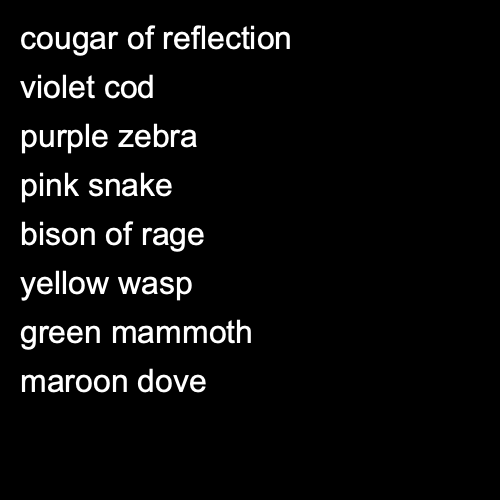 cougar of reflection
violet cod
purple zebra
pink snake
bison of rage
yellow wasp
green mammoth
maroon dove